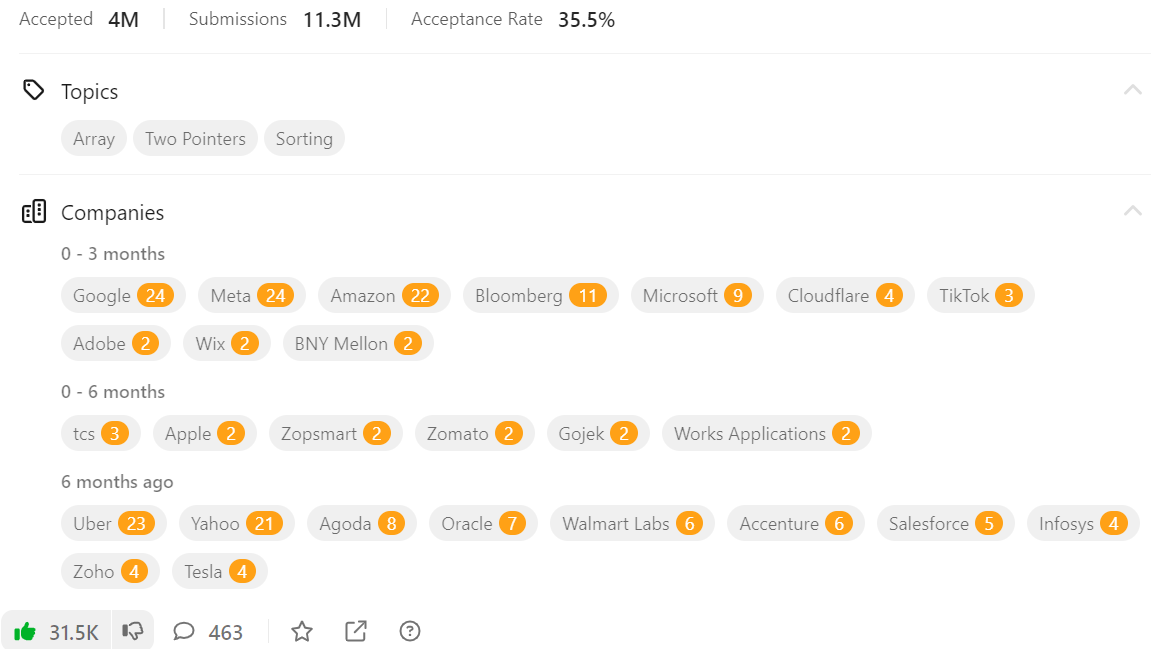 Accepted 4M Submissions 11.3M Acceptance Rate 35.5%
Topics
Array Two Pointers Sorting
Companies
0 - 3 months
Google 24 Meta 24 Amazon 22 Bloomberg 11 Microsoft 9 Cloudflare 4 TikTok 3
Adobe 2 Wix 2 BNY Mellon 2
0 - 6 months
tcs 3 Apple 2 Zopsmart 2 Zomato 2 Gojek 2 Works Applications 2
6 months ago
Uber 23 Yahoo 21 Agoda 8 Oracle 7 Walmart Labs 6 Accenture 6 Salesforce 5 Infosys 4
Zoho 4 Tesla 4
31.5K 463